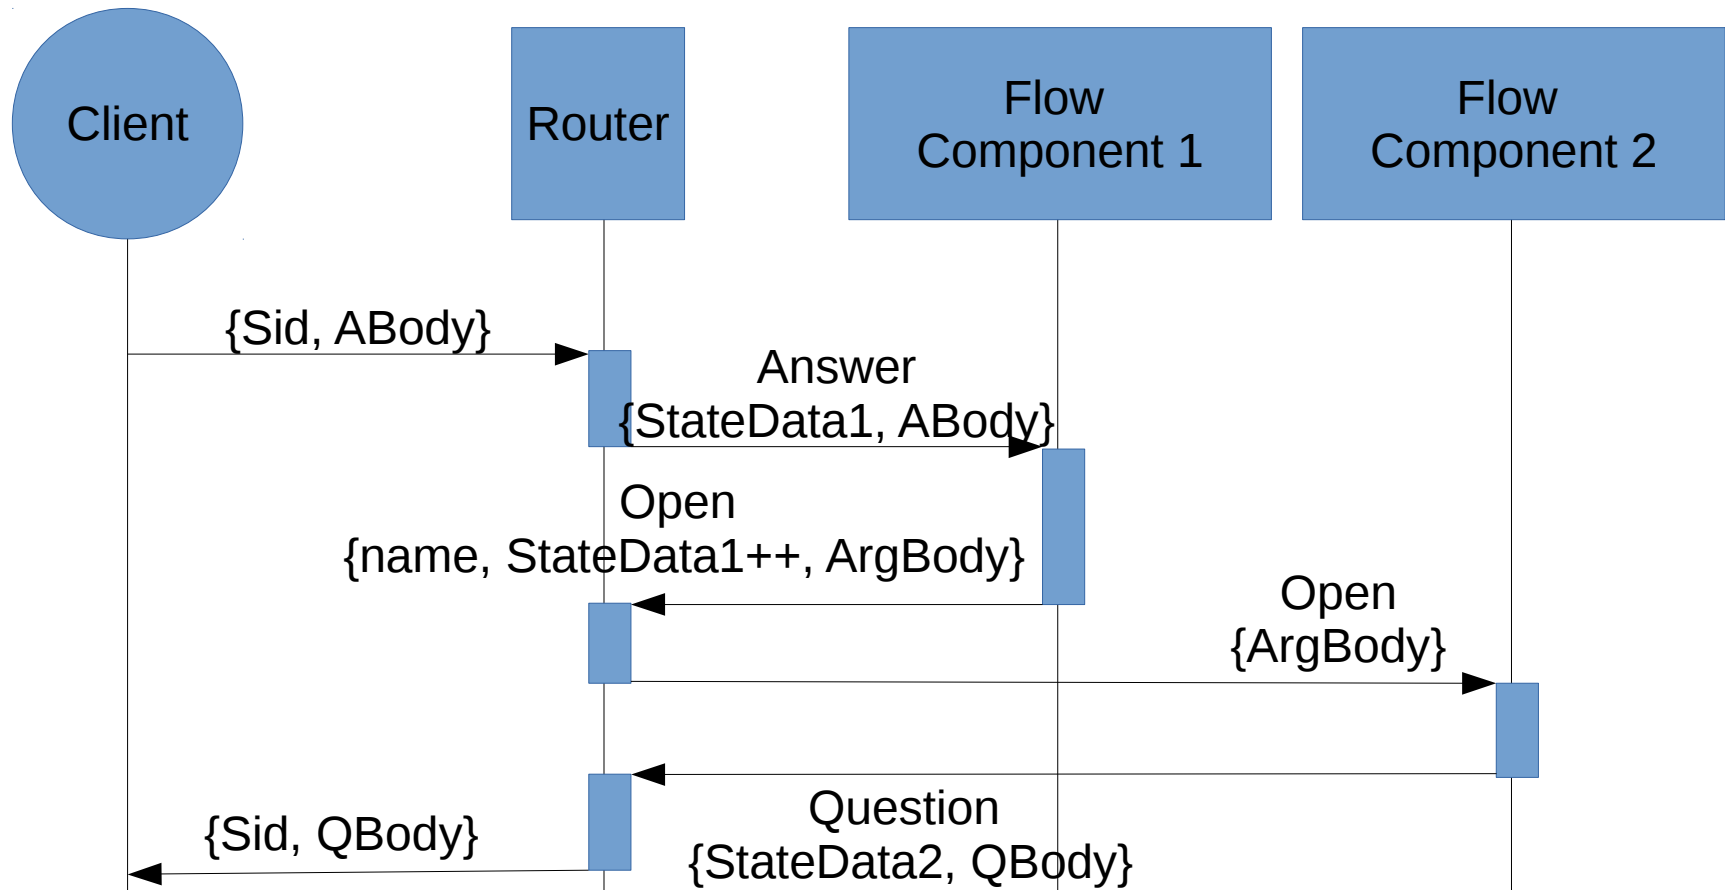 Client
Router
Flow
Component 1
Flow
Component 2
{Sid, ABody}
Answer
{StateData1, ABody}
Open
{name, StateData1++, ArgBody}
Open
{ArgBody}
Question
{StateData2, QBody}
{Sid, QBody}